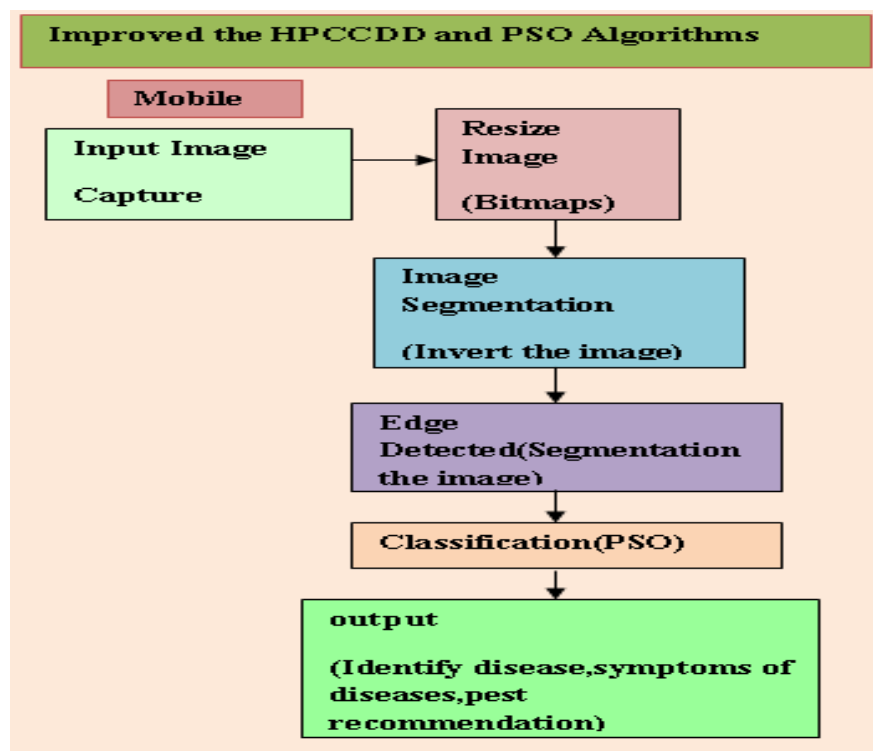 Improved the HPCCDD and PSO Algorithms
Mobile
Input Image
Capture
Resize
Image
(Bitmaps)
Image
Segmentation
(Invert the image)
Edge
Detected(Segmentation
the image)
Classification(PSO)
output
(Identify disease,symptoms of
diseases,pest
recommendation)